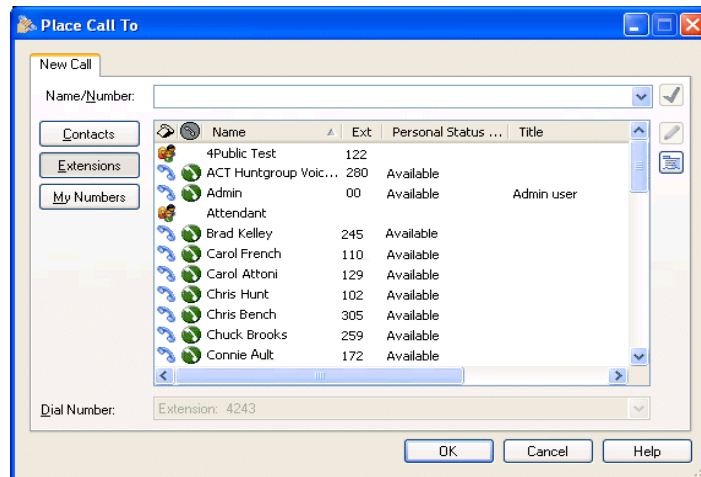 Place Call To
New Call
Name/Number:
Contacts
Extensions
My Numbers
Name Ext Personal Status ... Title
4Public Test 122
ACT Huntgroup Voic... 280 Available
Admin 00 Available Admin user
Attendant
Brad Kelley 245 Available
Carol French 110 Available
Carol Attoni 129 Available
Chris Hunt 102 Available
Chris Bench 305 Available
Chuck Brooks 259 Available
Connie Ault 172 Available
Dial Number: Extension: 4243
OK Cancel Help